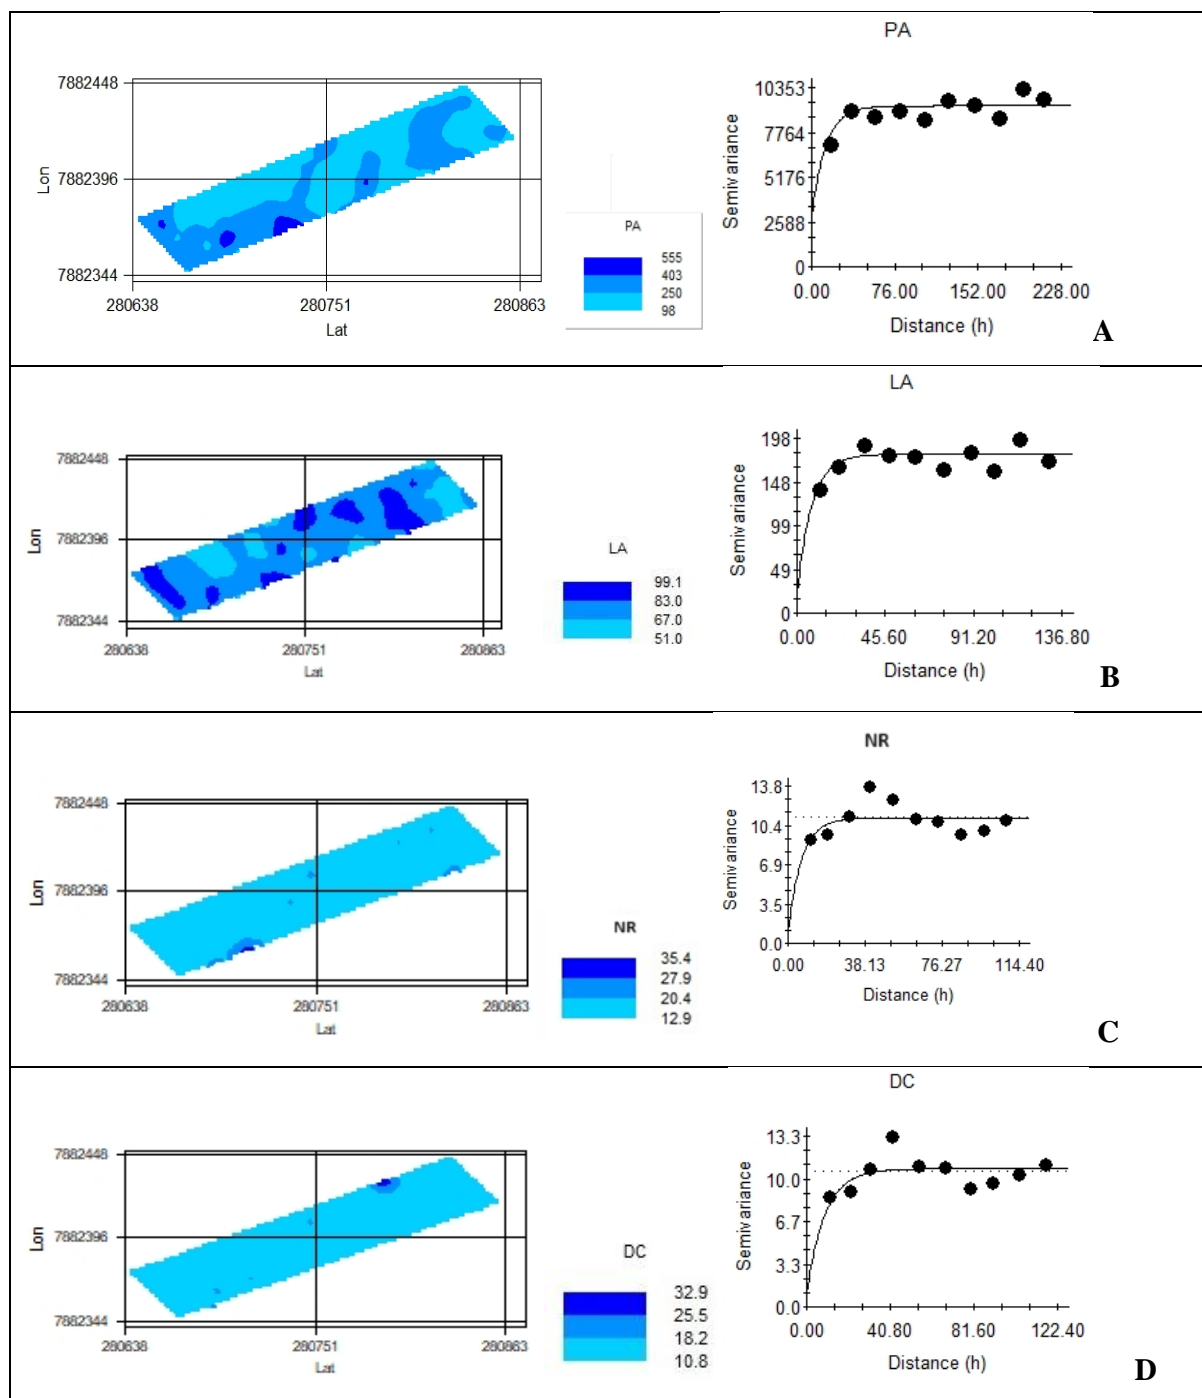 PA
7882448
7882396
7882344
Lon
280638 280751 280863
Lat
PA
555
403
250
98
10353
7764
5176
2588
0
Semivariance
0.00 76.00 152.00 228.00
Distance (h)
A
LA
7882448
7882396
7882344
Lon
280638 280751 280863
Lat
LA
99.1
83.0
67.0
51.0
198
148
99
49
0
Semivariance
0.00 45.60 91.20 136.80
Distance (h)
B
NR
7882448
7882396
7882344
Lon
280638 280751 280863
Lat
NR
35.4
27.9
20.4
12.9
13.8
10.4
6.9
3.5
0.0
Semivariance
0.00 38.13 76.27 114.40
Distance (h)
C
DC
7882448
7882396
7882344
Lon
280638 280751 280863
Lat
DC
32.9
25.5
18.2
10.8
13.3
10.0
6.7
3.3
0.0
Semivariance
0.00 40.80 81.60 122.40
Distance (h)
D